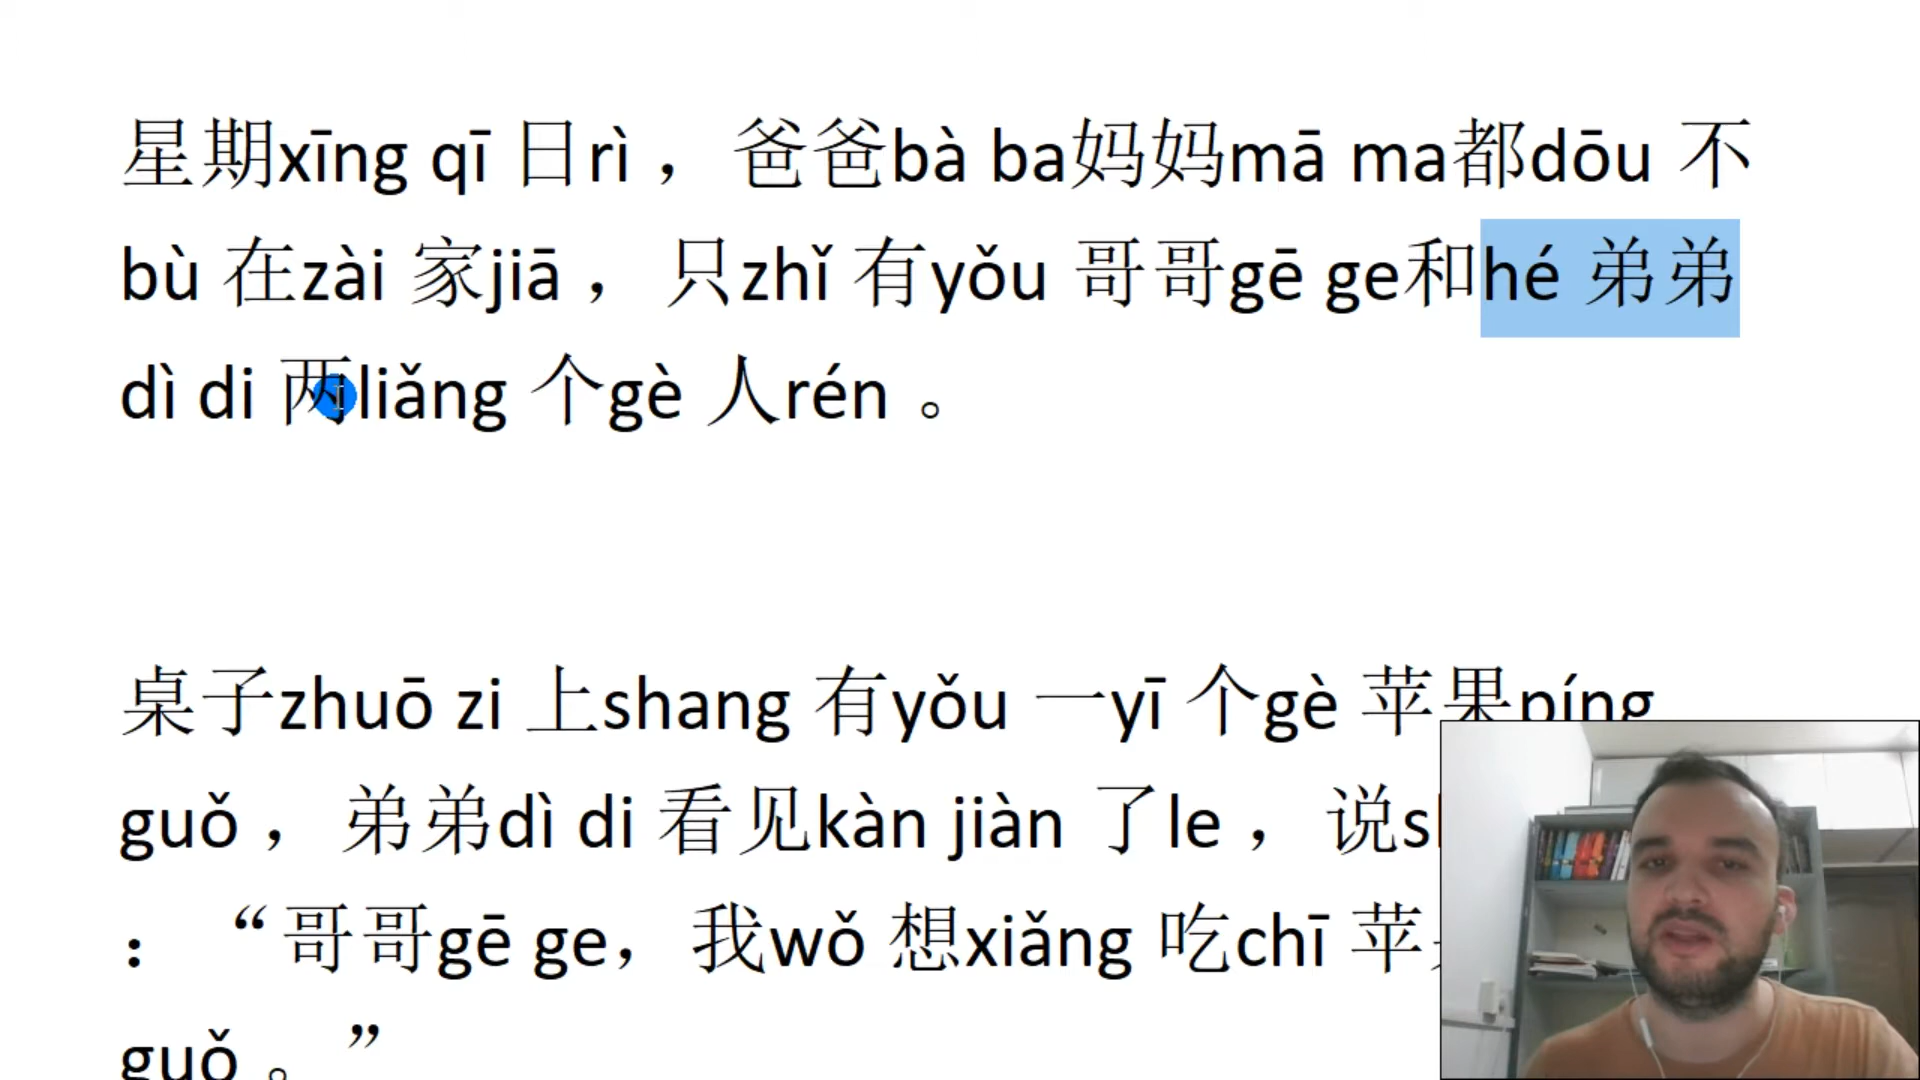 星期xīng qī 日rì ，爸爸bà ba妈妈mā ma都dōu 不
bù 在zài 家jiā ，只zhǐ 有yǒu 哥哥gē ge和hé 弟弟
dì di 两liǎng 个gè 人rén 。
桌子zhuō zi 上shang 有yǒu 一yī 个gè 苹果píng
guǒ ，弟弟dì di 看见kàn jiàn 了le ，说
：“哥哥gē ge，我wǒ 想xiǎng 吃chī 苹
guǒ 。”